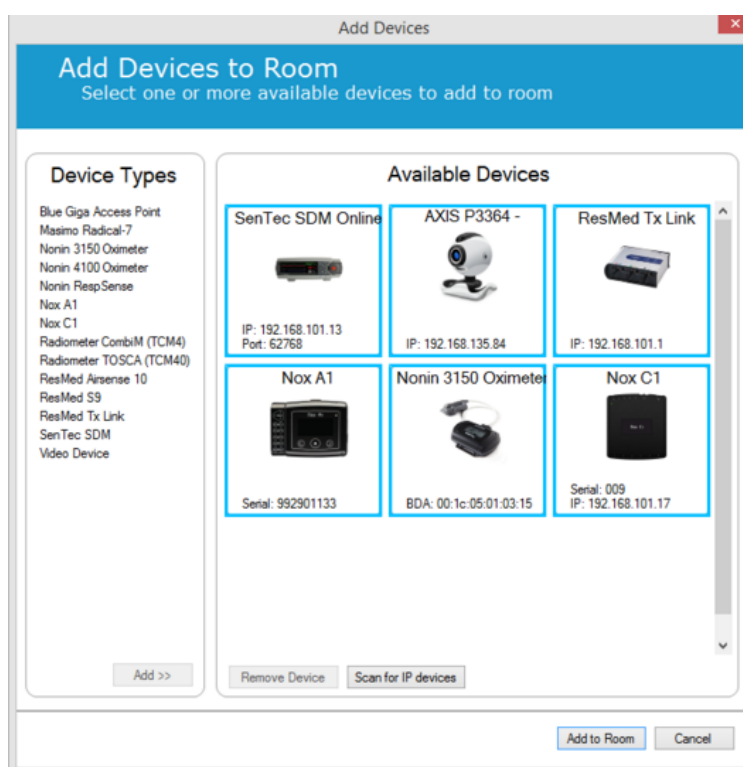 Add Devices
Add Devices to Room
Select one or more available devices to add to room
Device Types
Blue Giga Access Point
Masimo Radical-7
Nonin 3150 Oximeter
Nonin 4100 Oximeter
Nonin RespSense
Nox A1
Nox C1
Radiometer CombiM (TCM4)
Radiometer TOSCA (TCM40)
ResMed Airsense 10
ResMed S9
ResMed Tx Link
SenTec SDM
Video Device
Add >>
Available Devices
SenTec SDM Online
IP: 192.168.101.13
Port: 62768
AXIS P3364 -
IP: 192.168.135.84
ResMed Tx Link
IP: 192.168.101.1
Nox A1
Serial: 992901133
Nonin 3150 Oximeter
BDA: 00:1c:05:01:03:15
Nox C1
Serial: 009
IP: 192.168.101.17
Remove Device
Scan for IP devices
Add to Room
Cancel